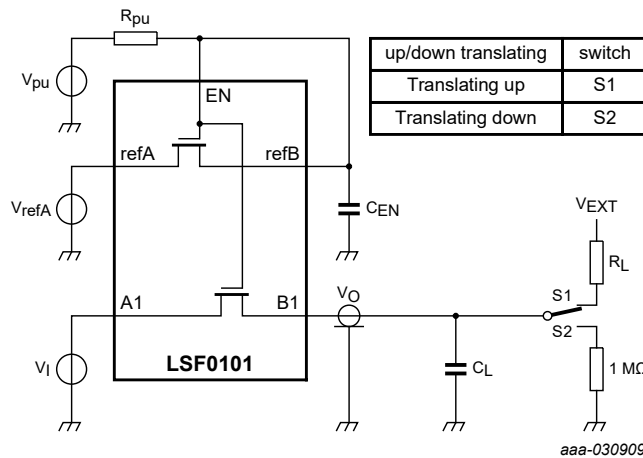 Rpu
Vpu
EN
refA
refB
VrefA
CEN
A1
B1
VO
VI
LSF0101
CL
up/down translating switch
Translating up S1
Translating down S2
VEXT
RL
S1
S2
1 MΩ
aaa-030909